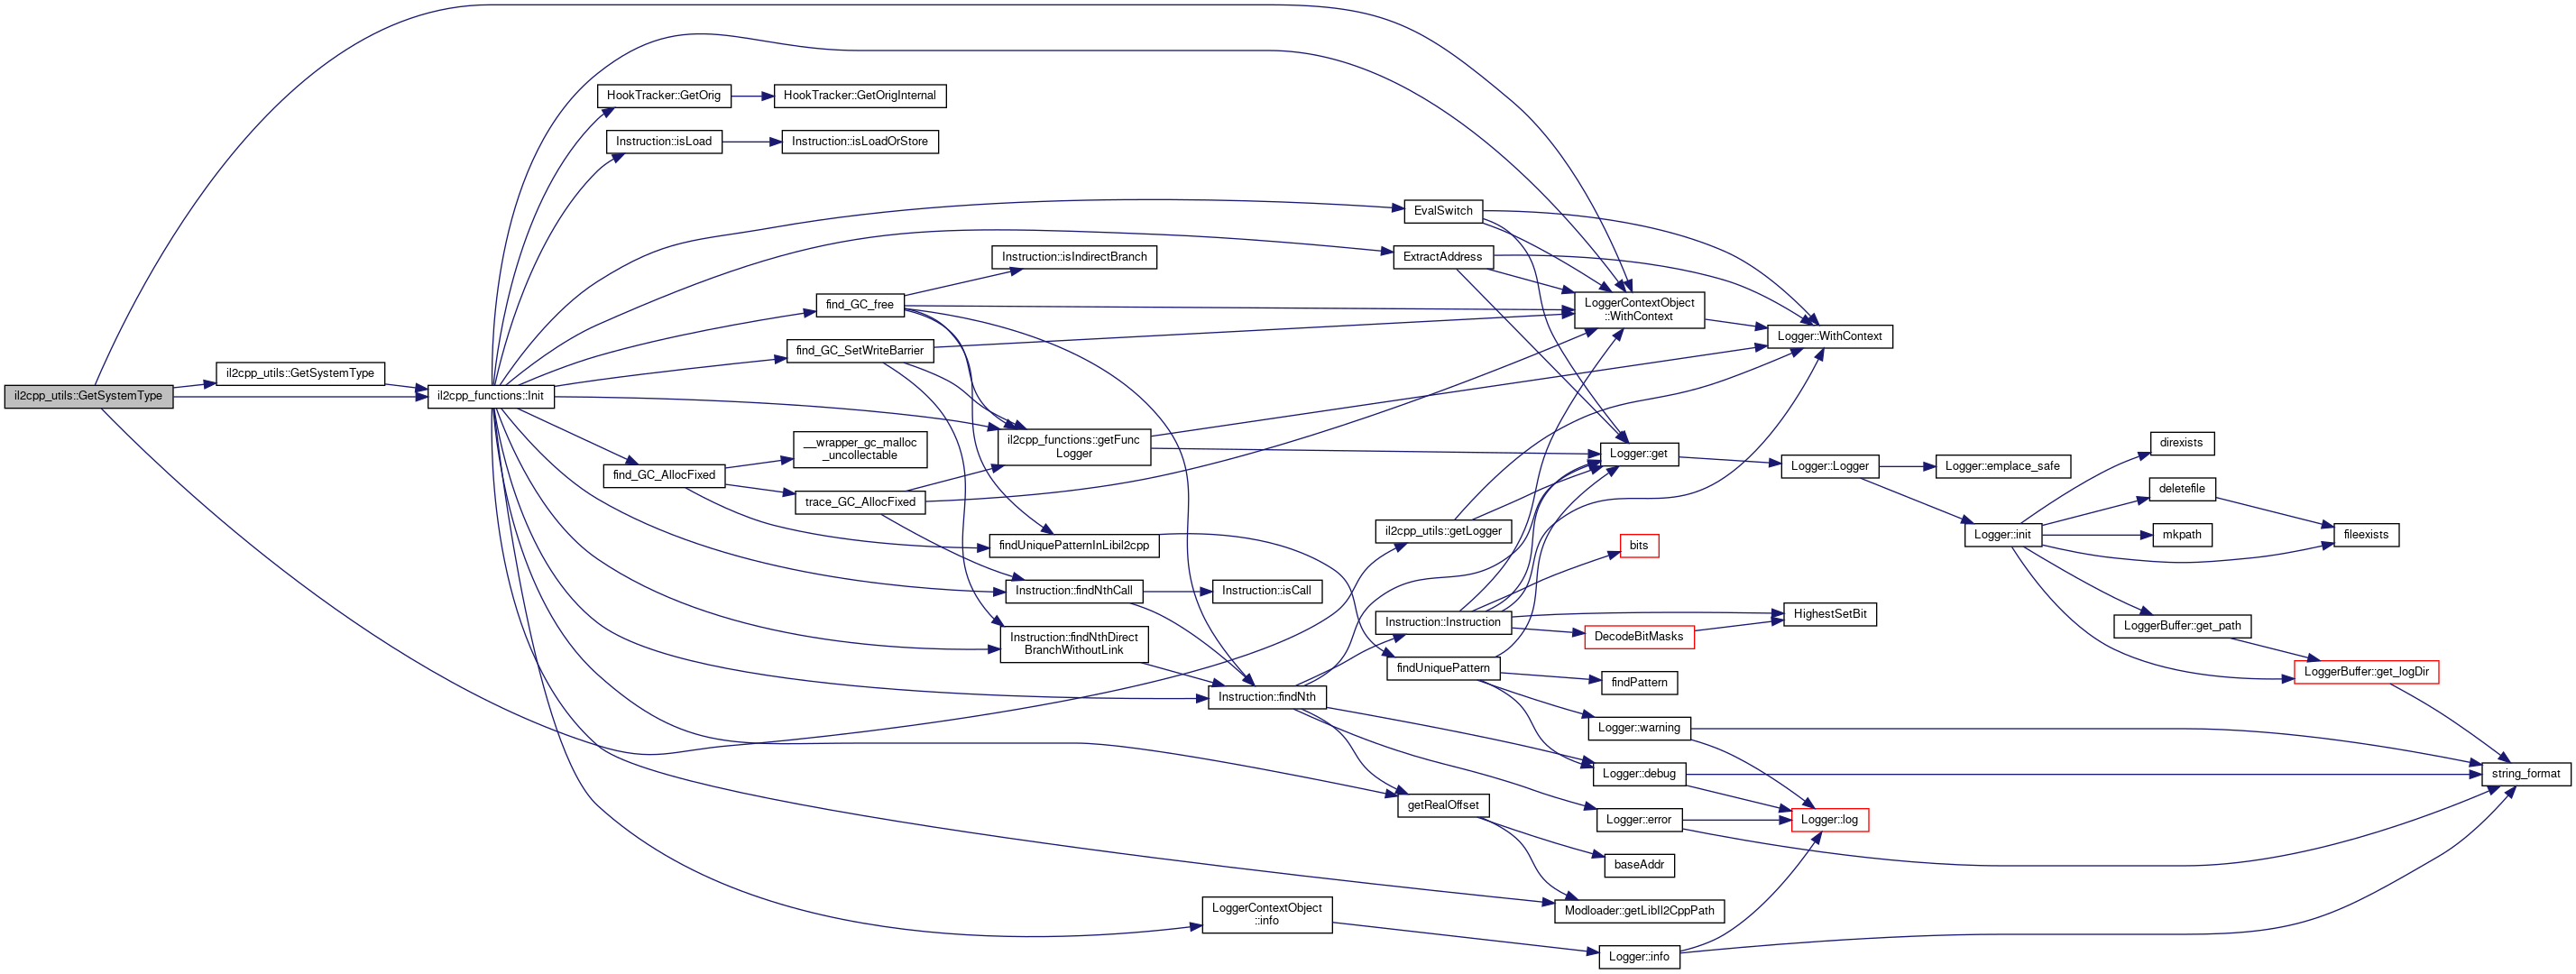 il2cpp_utils::GetSystemType
il2cpp_utils::GetSystemType
il2cpp_functions::Init
HookTracker::GetOrig
HookTracker::GetOrigInternal
Instruction::isLoad
Instruction::isLoadOrStore
EvalSwitch
ExtractAddress
Instruction::isIndirectBranch
find_GC_free
find_GC_SetWriteBarrier
LoggerContextObject
::WithContext
Logger::WithContext
il2cpp_functions::getFunc
Logger
__wrapper_gc_malloc
_uncollectable
find_GC_AllocFixed
trace_GC_AllocFixed
findUniquePatternInLibil2cpp
Instruction::findNthCall
Instruction::isCall
Instruction::findNthDirect
BranchWithoutLink
Instruction::findNth
il2cpp_utils::getLogger
Logger::get
Logger::Logger
Logger::emplace_safe
Logger::init
direxists
deletefile
mkpath
fileexists
LoggerBuffer::get_path
LoggerBuffer::get_logDir
bits
Instruction::Instruction
HighestSetBit
DecodeBitMasks
findUniquePattern
findPattern
Logger::warning
Logger::debug
string_format
getRealOffset
Logger::error
Logger::log
baseAddr
Modloader::getLibIl2CppPath
LoggerContextObject
::info
Logger::info